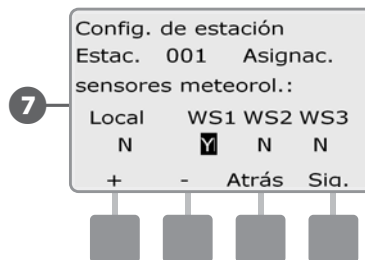 Config. de estación
Estac. 001 Asignac.
sensores meteorol.:
7
Local WS1 WS2 WS3
N Y N N
+ - Atrás Sig.